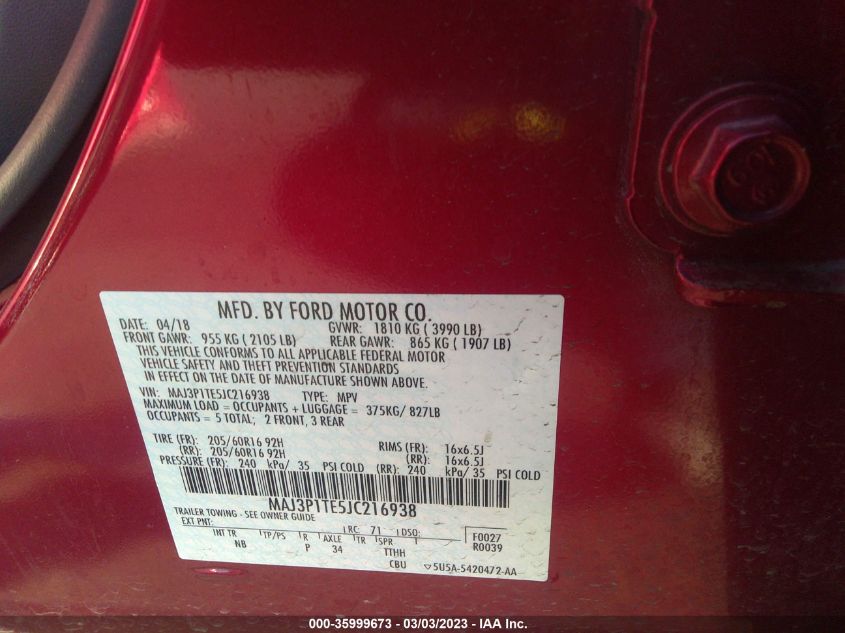 MFD. BY FORD MOTOR CO.
DATE: 04/18 GVWR: 1810 KG ( 3990 LB)
FRONT GAWR: 955 KG ( 2105 LB) REAR GAWR: 865 KG ( 1907 LB)
THIS VEHICLE CONFORMS TO ALL APPLICABLE FEDERAL MOTOR
VEHICLE SAFETY AND THEFT PREVENTION STANDARDS
IN EFFECT ON THE DATE OF MANUFACTURE SHOWN ABOVE.
VIN: MAJ3P1TE5JC216938 TYPE: MPV
MAXIMUM LOAD = OCCUPANTS + LUGGAGE = 375KG/ 827LB
OCCUPANTS = 5 TOTAL; 2 FRONT, 3 REAR
TIRE (FR): 205/60R16 92H RIMS (FR): 16x6.5J
(RR): 205/60R16 92H (RR): 16x6.5J
PRESSURE (FR): 240 kPa/ 35 PSI COLD (RR): 240 kPa/ 35 PSI COLD
MAJ3P1TE5JC216938
TRAILER TOWING - SEE OWNER GUIDE
EXT PNT: RC: 71 DSO: F0027
INT TR TP/PS R AXLE TR SPR R0039
NB P 34 TTHH
CBU 5U5A-5420472-AA
000-35999673 - 03/03/2023 - IAA Inc.